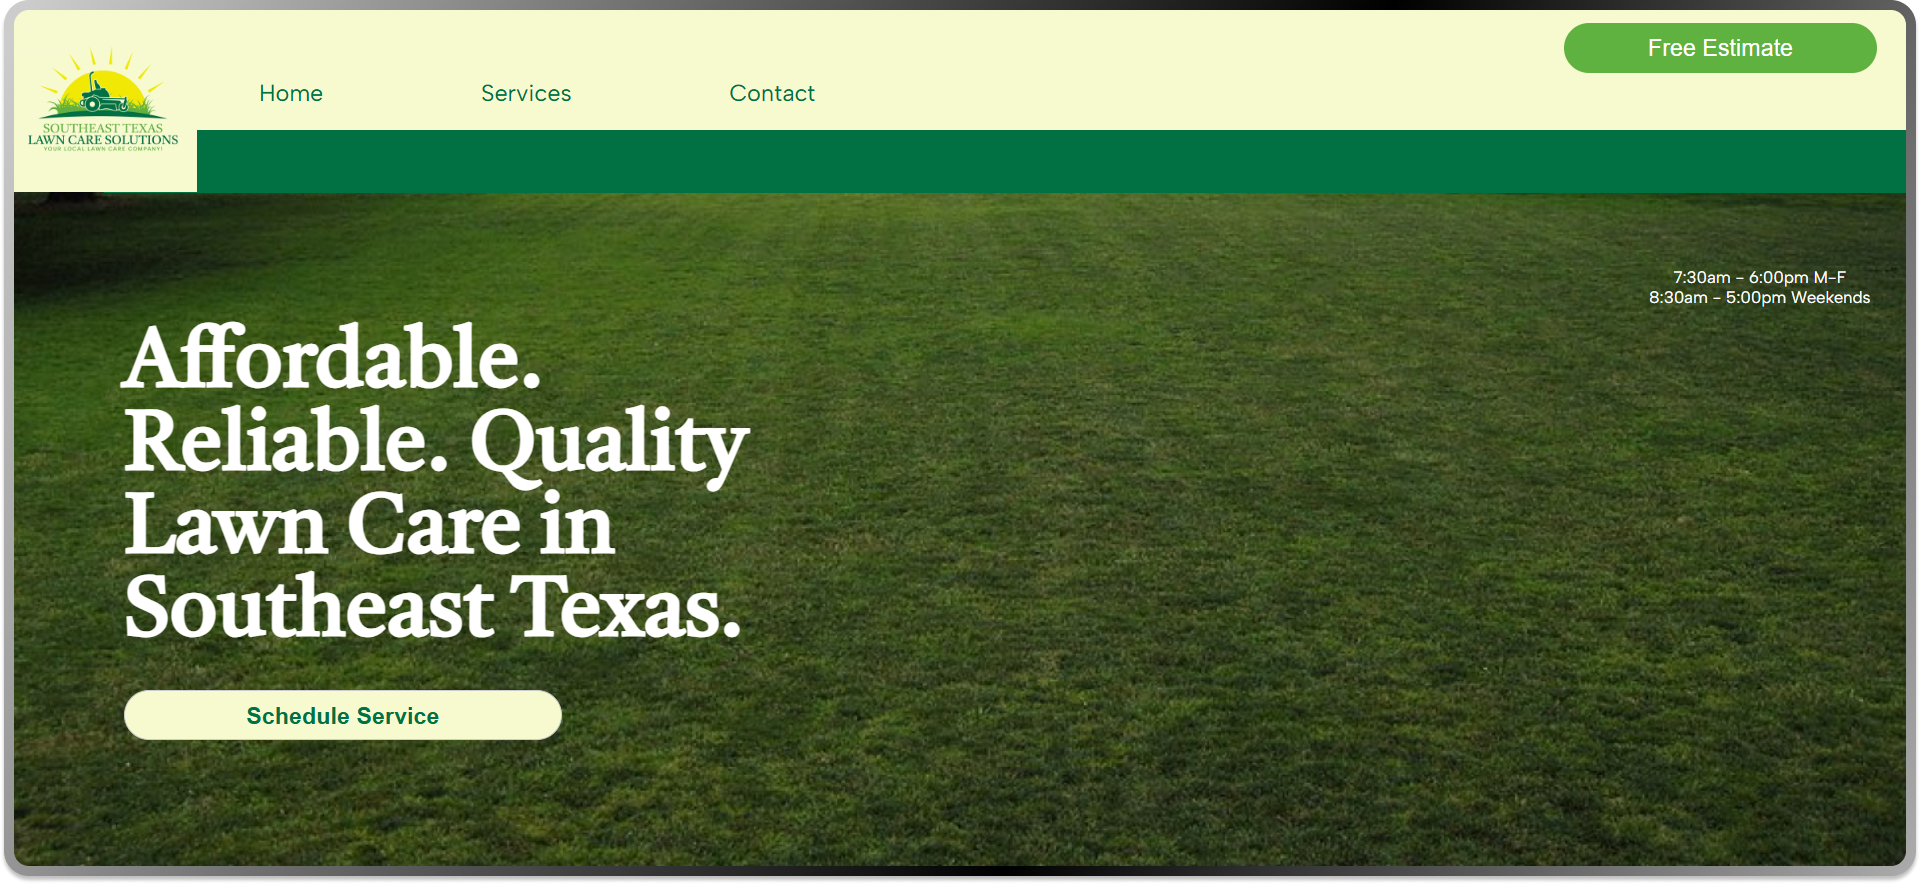 Free Estimate
Home
Services
Contact
SOUTHEAST TEXAS
LAWN CARE SOLUTIONS
YOUR LOCAL LAWN CARE COMPANY!
7:30am - 6:00pm M-F
8:30am - 5:00pm Weekends
Affordable.
Reliable. Quality
Lawn Care in
Southeast Texas.
Schedule Service